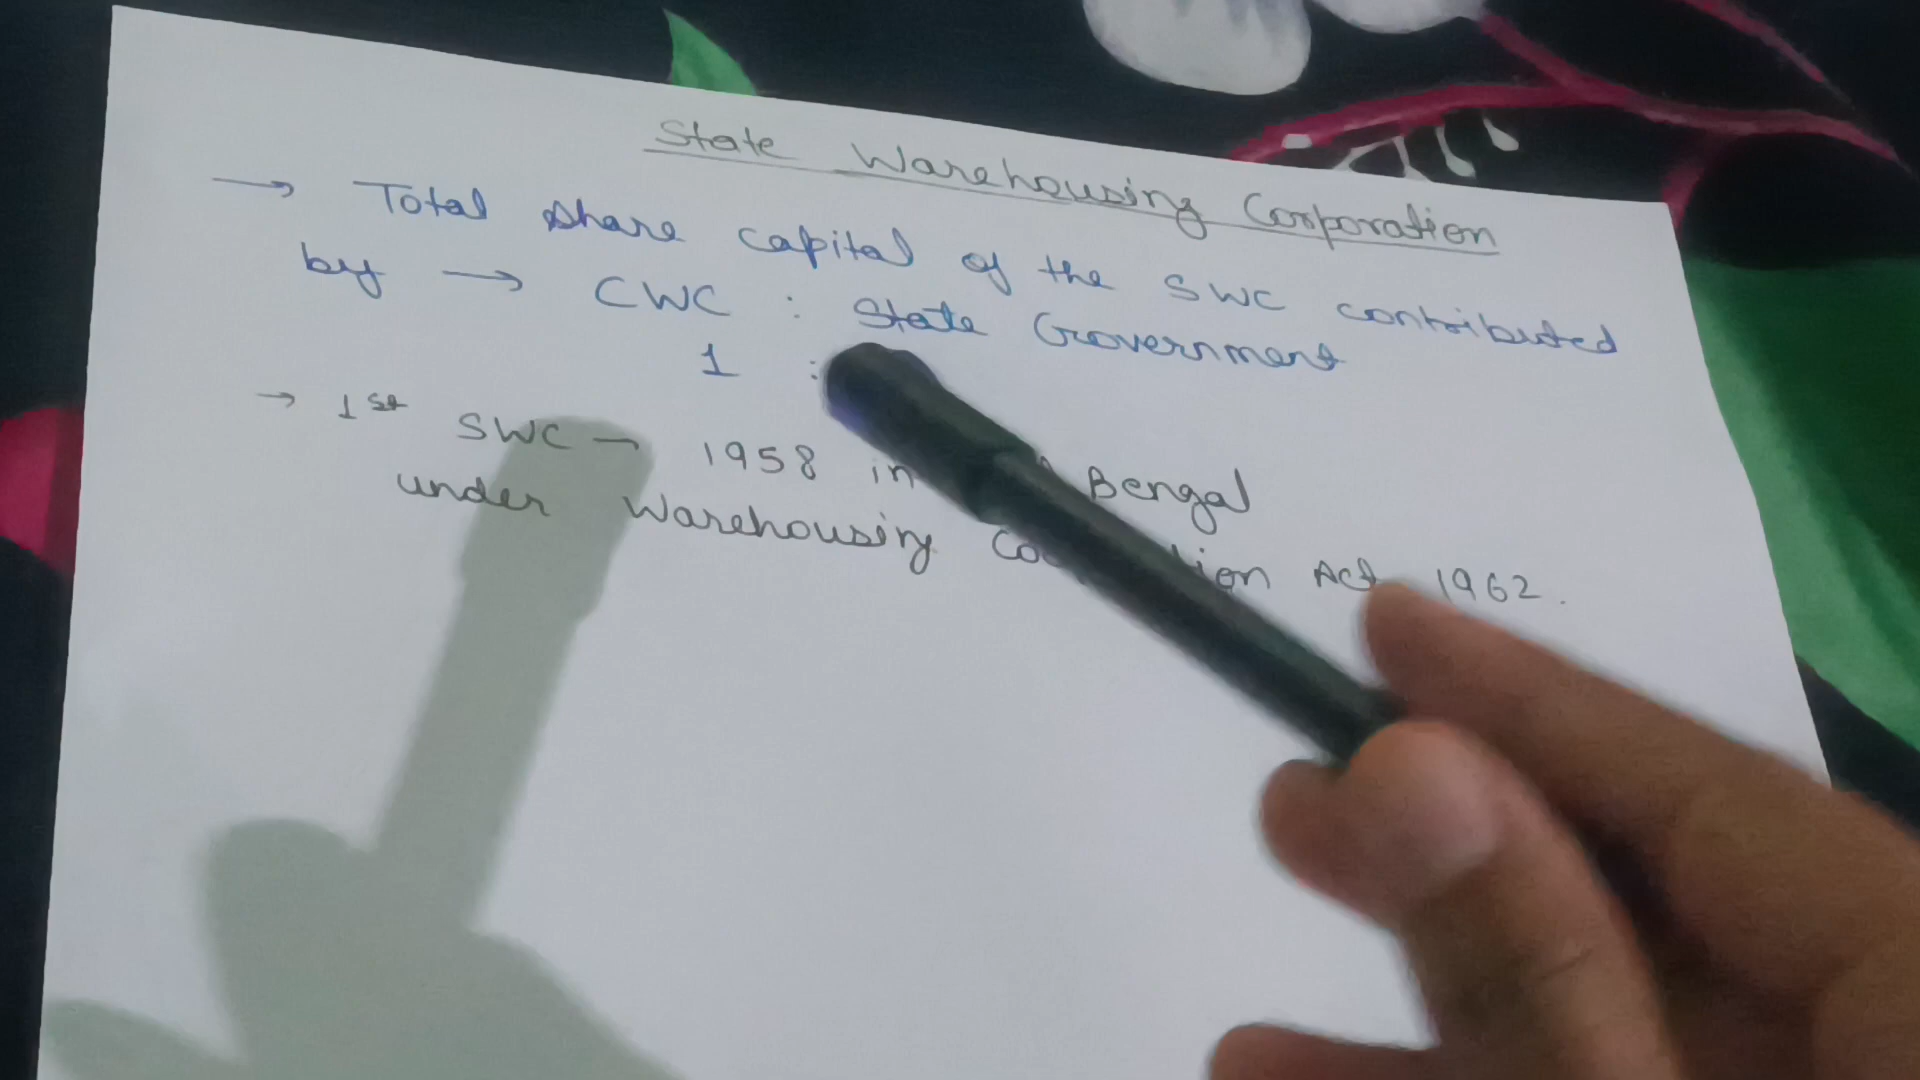 State Warehousing Corporation
→ Total share capital of the SWC contributed
by → CWC : State Government
1 :
→ 1st SWC → 1958 in Bengal
under Warehousing Act 1962.